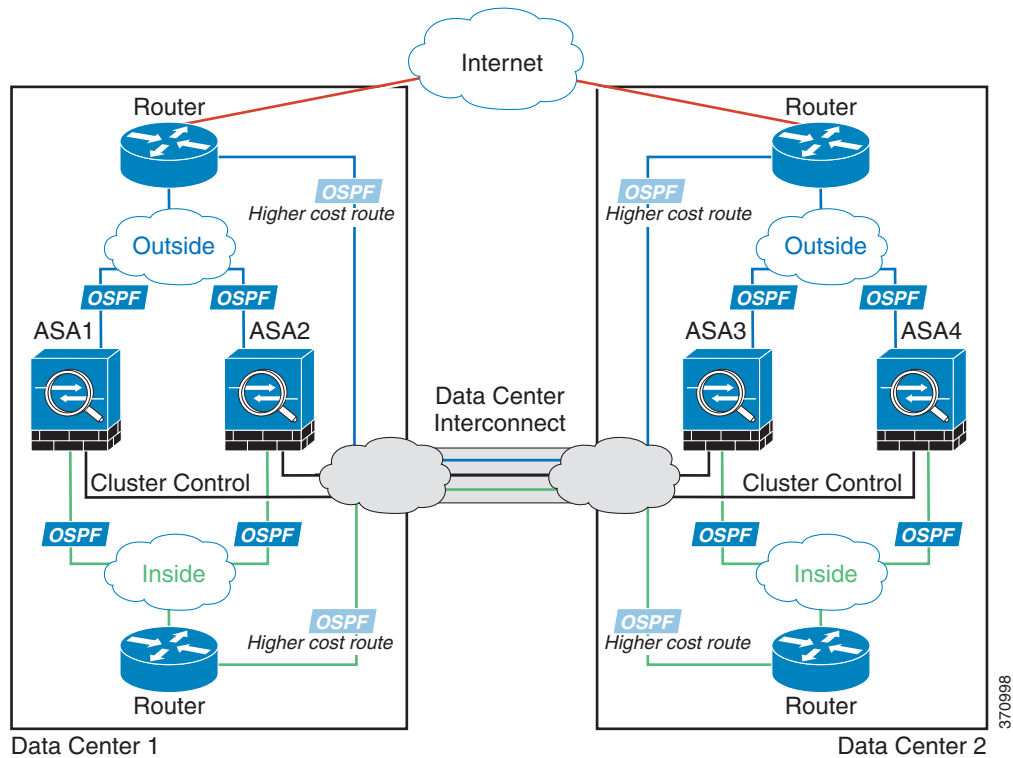 Internet
Router
Router
OSPF
Higher cost route
OSPF
Higher cost route
Outside
Outside
OSPF
OSPF
OSPF
OSPF
ASA1
ASA2
ASA3
ASA4
Data Center
Interconnect
Cluster Control
Cluster Control
OSPF
OSPF
OSPF
OSPF
Inside
Inside
OSPF
Higher cost route
OSPF
Higher cost route
Router
Router
370998
Data Center 1
Data Center 2